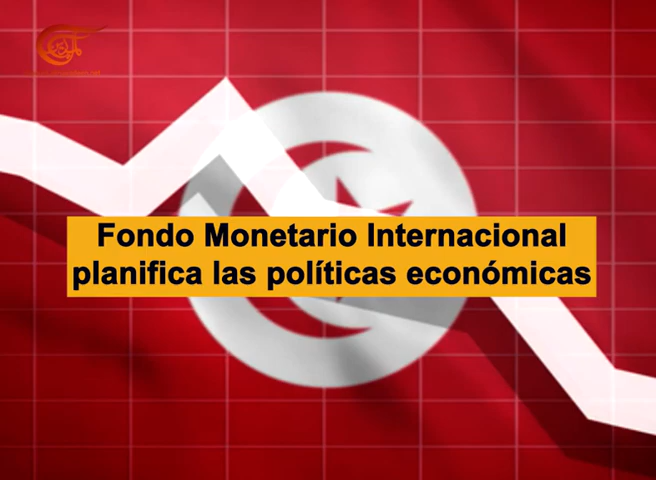 Fondo Monetario Internacional
planifica las políticas económicas